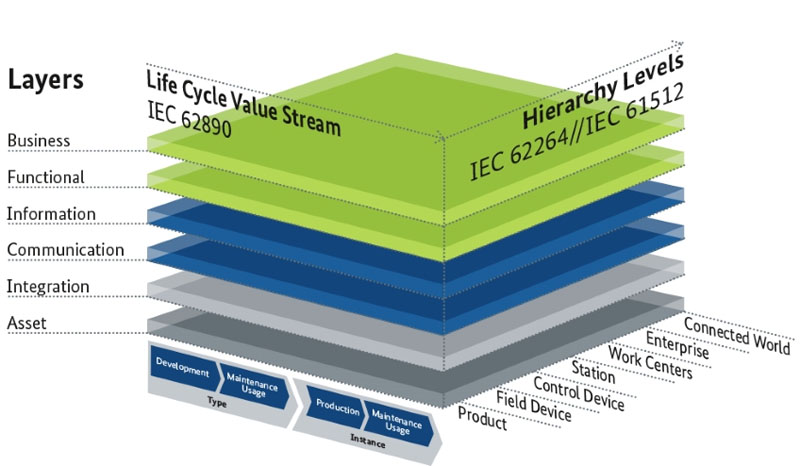 Layers
Life Cycle Value Stream
IEC 62890
Hierarchy Levels
IEC 62264//IEC 61512
Business
Functional
Information
Communication
Integration
Asset
Development
Maintenance
Usage
Type
Production
Maintenance
Usage
Instance
Connected World
Enterprise
Work Centers
Station
Control Device
Field Device
Product